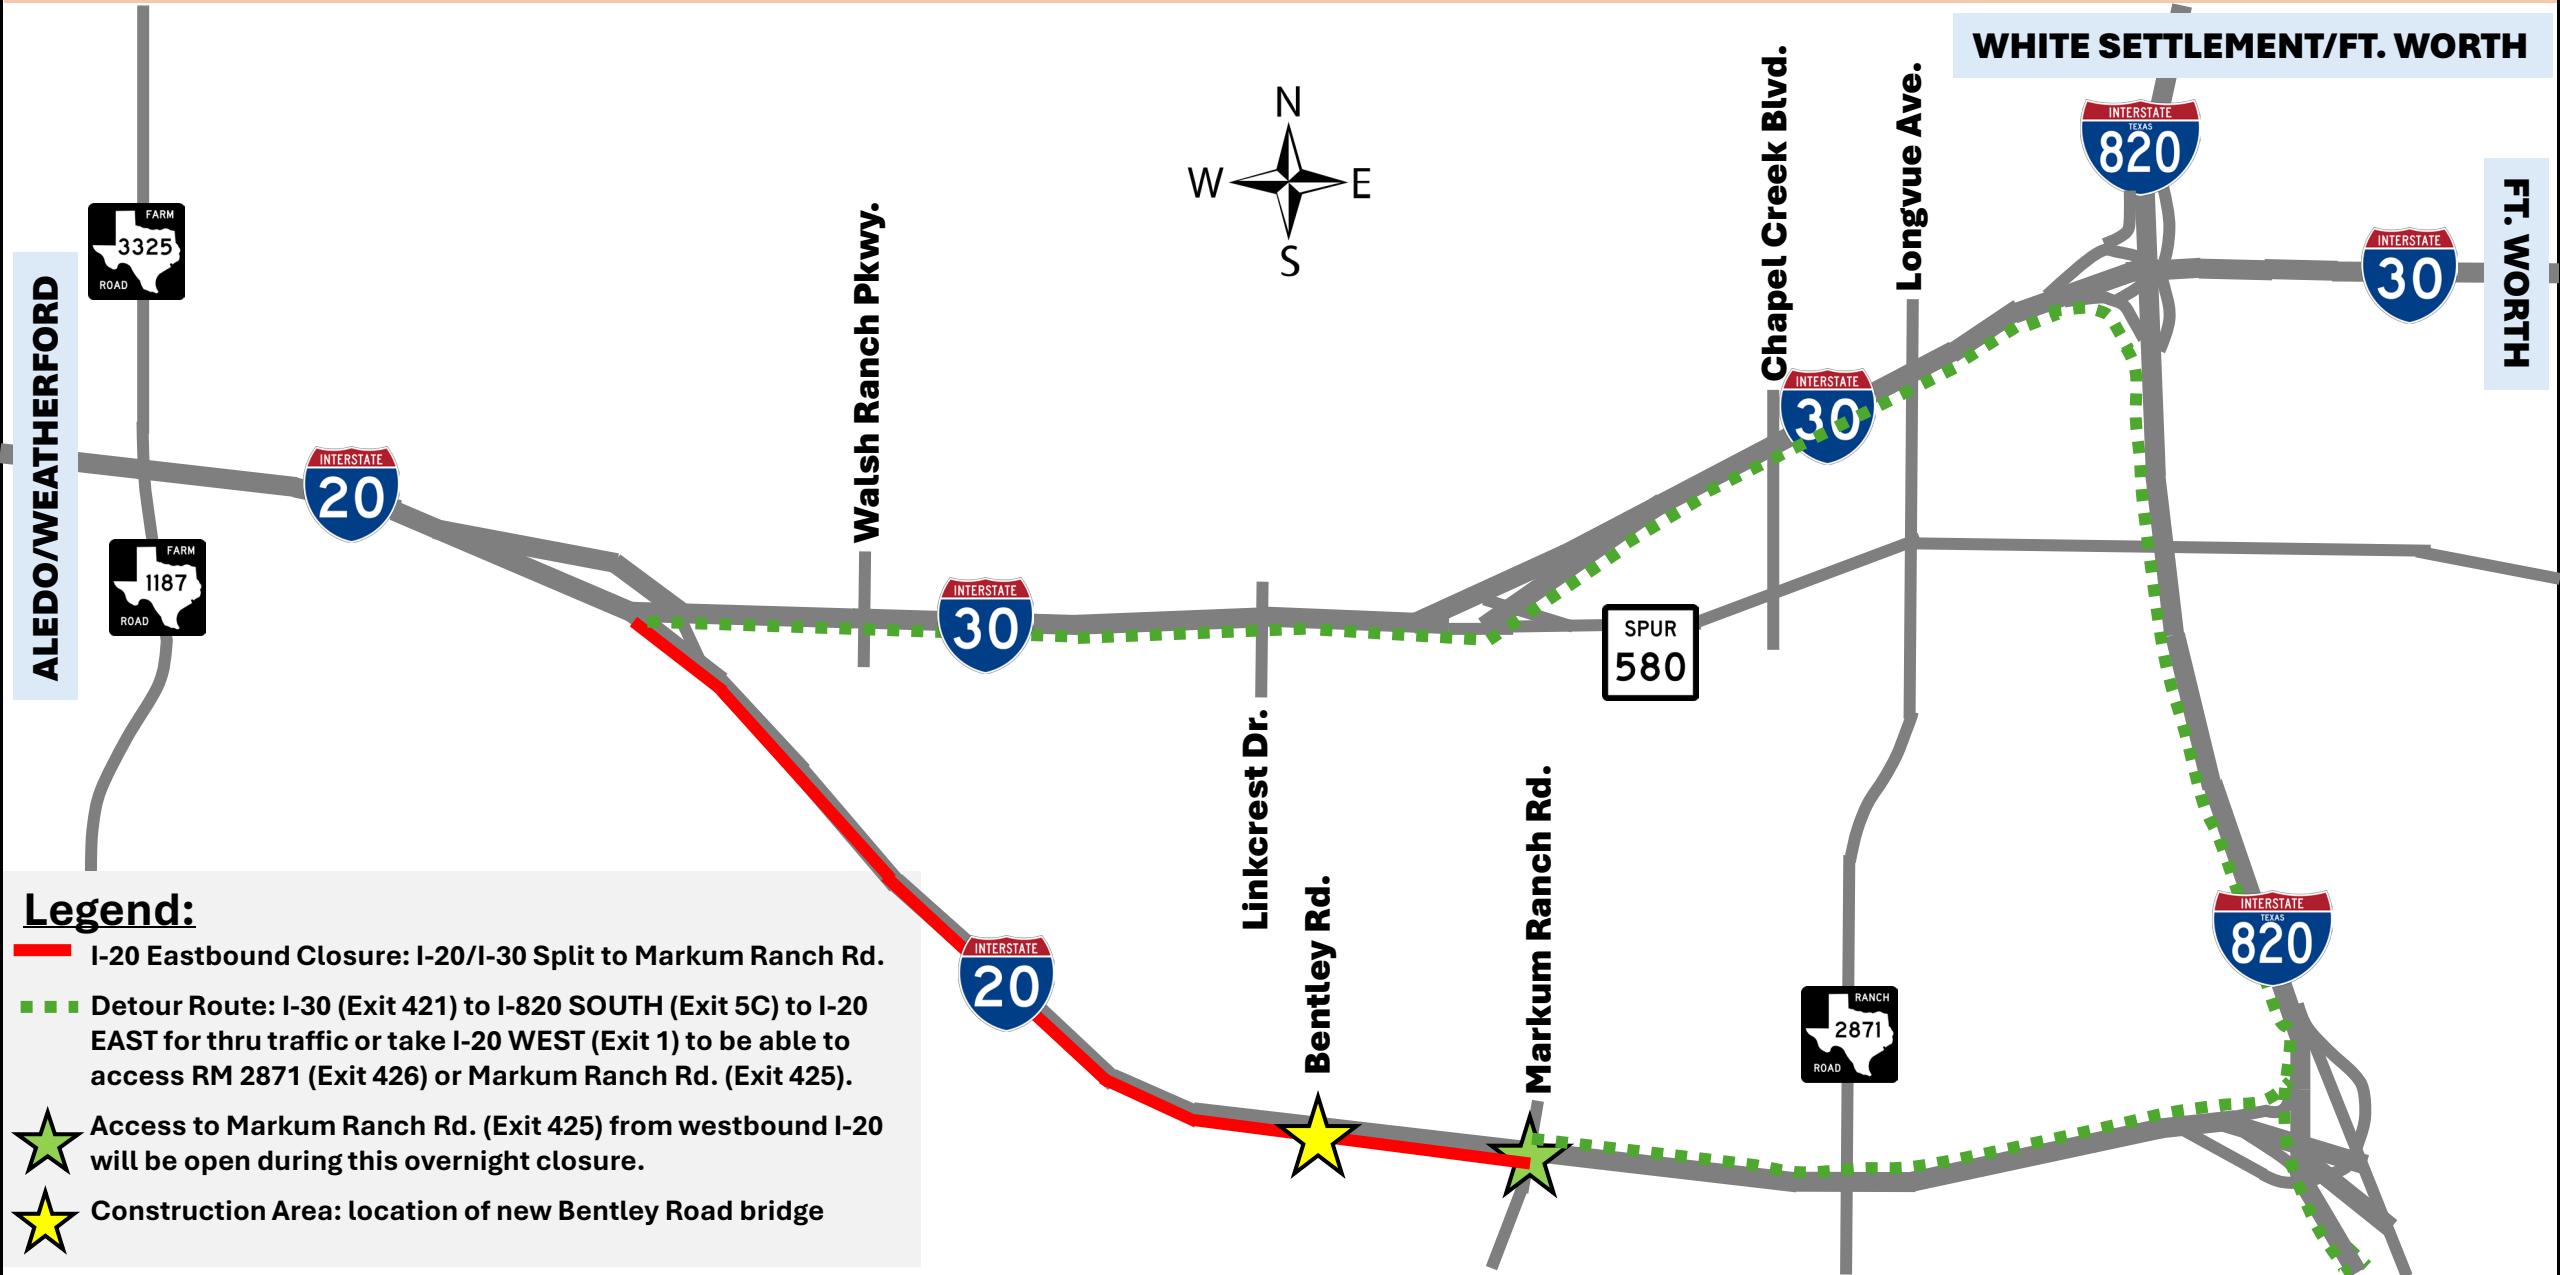 WHITE SETTLEMENT/FT. WORTH
FT. WORTH
ALEDO/WEATHERFORD
N
W
E
S
FARM
3325
ROAD
FARM
1187
ROAD
INTERSTATE
20
Walsh Ranch Pkwy.
INTERSTATE
30
Linkcrest Dr.
Chapel Creek Blvd.
Longvue Ave.
INTERSTATE
30
INTERSTATE
TEXAS
820
INTERSTATE
30
SPUR
580
INTERSTATE
20
Bentley Rd.
Markum Ranch Rd.
RANCH
2871
ROAD
INTERSTATE
TEXAS
820
Legend:
I-20 Eastbound Closure: I-20/I-30 Split to Markum Ranch Rd.
Detour Route: I-30 (Exit 421) to I-820 SOUTH (Exit 5C) to I-20
EAST for thru traffic or take I-20 WEST (Exit 1) to be able to
access RM 2871 (Exit 426) or Markum Ranch Rd. (Exit 425).
Access to Markum Ranch Rd. (Exit 425) from westbound I-20
will be open during this overnight closure.
Construction Area: location of new Bentley Road bridge